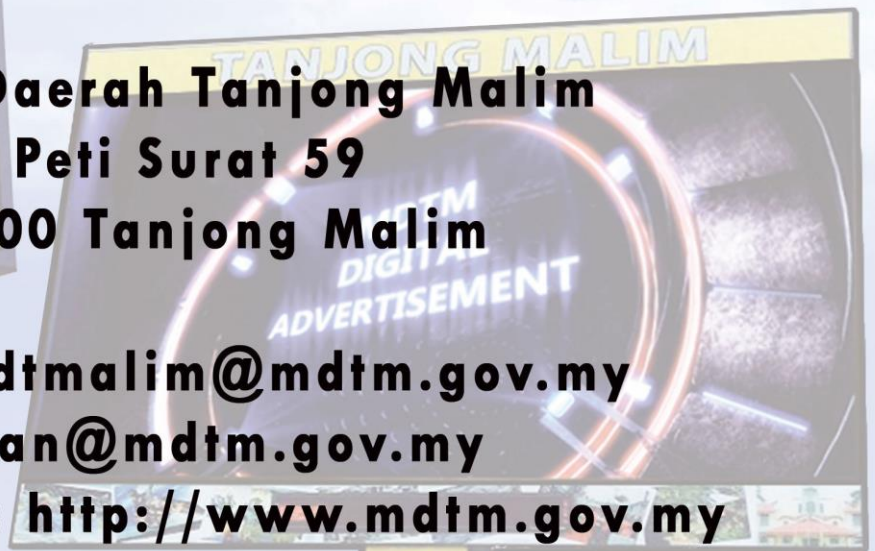 TANJONG MALIM
Daerah Tanjong Malim
Peti Surat 59
00 Tanjong Malim
MDTM
DIGITAL
ADVERTISEMENT
dtmalim@mdtm.gov.my
an@mdtm.gov.my
http://www.mdtm.gov.my